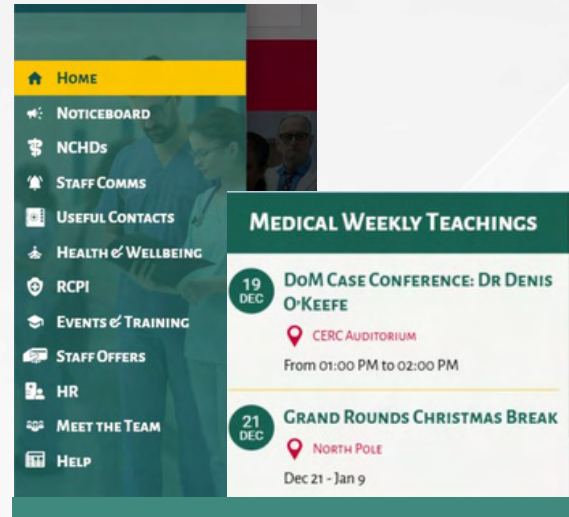 Home
Noticeboard
NCHDs
Staff Comms
Useful Contacts
Health & Wellbeing
RCPI
Events & Training
Staff Offers
HR
Meet the Team
Help
Medical Weekly Teachings
19
DEC
DoM Case Conference: Dr Denis
O'Keefe
CERC Auditorium
From 01:00 PM to 02:00 PM
21
DEC
Grand Rounds Christmas Break
North Pole
Dec 21 - Jan 9